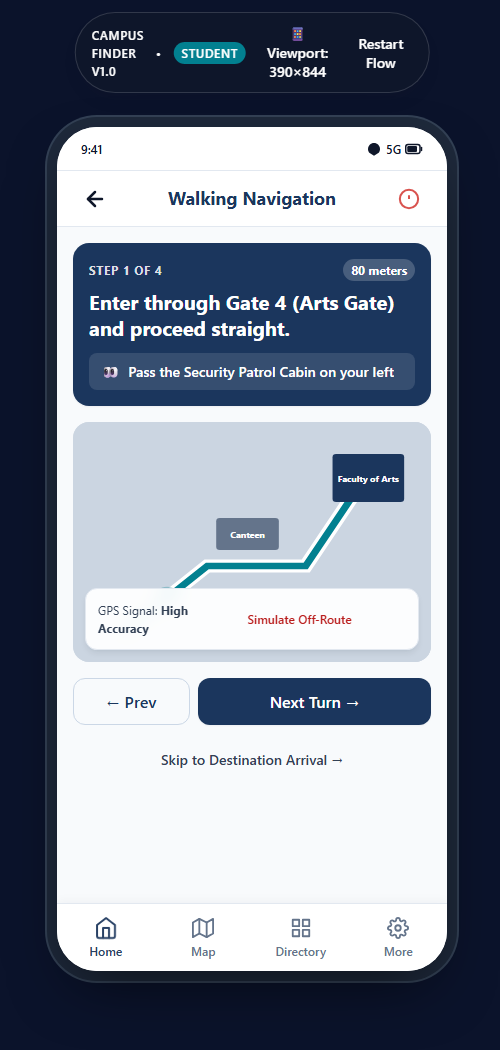 CAMPUS
FINDER
V1.0
•
STUDENT
Viewport:
390×844
Restart
Flow
9:41
5G
Walking Navigation
STEP 1 OF 4
80 meters
Enter through Gate 4 (Arts Gate)
and proceed straight.
Pass the Security Patrol Cabin on your left
Faculty of Arts
Canteen
GPS Signal: High
Accuracy
Simulate Off-Route
← Prev
Next Turn →
Skip to Destination Arrival →
Home
Map
Directory
More